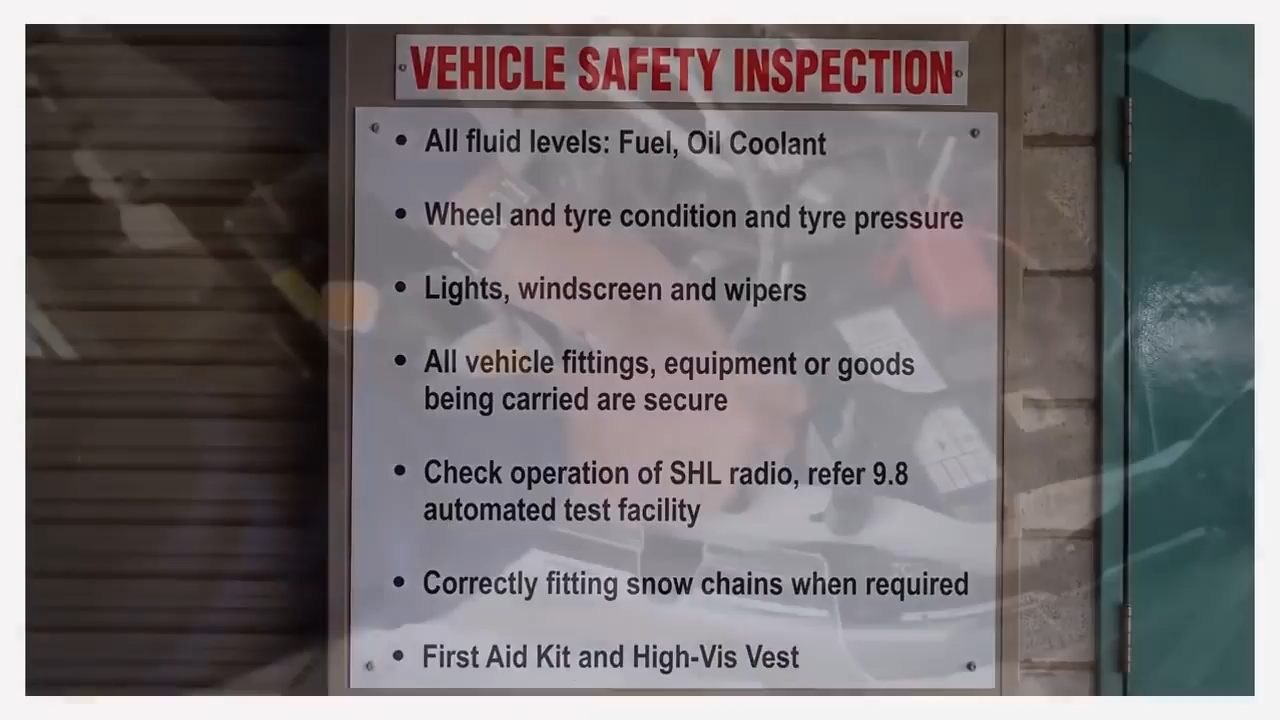 VEHICLE SAFETY INSPECTION
• All fluid levels: Fuel, Oil Coolant
• Wheel and tyre condition and tyre pressure
• Lights, windscreen and wipers
• All vehicle fittings, equipment or goods
being carried are secure
• Check operation of SHL radio, refer 9.8
automated test facility
• Correctly fitting snow chains when required
• First Aid Kit and High-Vis Vest